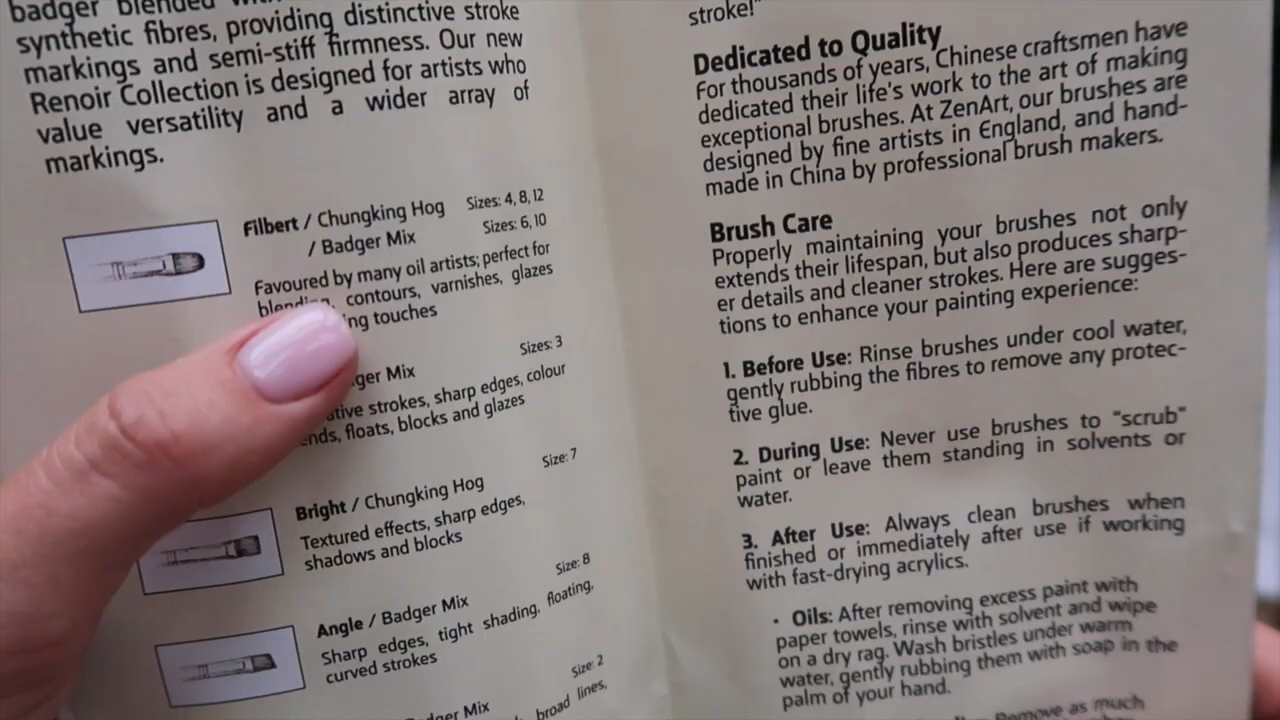 badger blended with
synthetic fibres, providing distinctive stroke
markings and semi-stiff firmness. Our new
Renoir Collection is designed for artists who
value versatility and a wider array of
markings.
Filbert / Chungking Hog Sizes: 4, 8, 12
/ Badger Mix Sizes: 6, 10
Favoured by many oil artists; perfect for
blending, contours, varnishes, glazes
touches
Sizes: 3
Mix
strokes, sharp edges, colour
floats, blocks and glazes
Size: 7
Bright / Chungking Hog
Textured effects, sharp edges,
shadows and blocks
Size: 8
Angle / Badger Mix
Sharp edges, tight shading, floating,
curved strokes
Size: 2
Mix
broad lines,
stroke!"
Dedicated to Quality
For thousands of years, Chinese craftsmen have
dedicated their life's work to the art of making
exceptional brushes. At ZenArt, our brushes are
designed by fine artists in England, and hand-
made in China by professional brush makers.
Brush Care
Properly maintaining your brushes not only
extends their lifespan, but also produces sharp-
er details and cleaner strokes. Here are sugges-
tions to enhance your painting experience:
1. Before Use: Rinse brushes under cool water,
gently rubbing the fibres to remove any protec-
tive glue.
2. During Use: Never use brushes to "scrub"
paint or leave them standing in solvents or
water.
3. After Use: Always clean brushes when
finished or immediately after use if working
with fast-drying acrylics.
• Oils: After removing excess paint with
paper towels, rinse with solvent and wipe
on a dry rag. Wash bristles under warm
water, gently rubbing them with soap in the
palm of your hand.
Remove as much